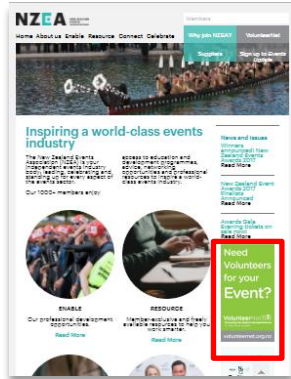 NZEA
Members
Home About us Enable Resource Connect Celebrate
Why join NZEA?
Volunteernet
Suppliers
Sign up to Events Update
Inspiring a world-class events
industry
The New Zealand Events
Association (NZEA) is your
independent events industry
body; leading, celebrating and,
standing up for every aspect of
the events sector.
Our 1000+ members enjoy
access to education and
development programmes,
advice, networking
opportunities and professional
resources to inspire a world-
class events industry.
News and Issues
Winners
announced! New
Zealand Events
Awards 2017
Read More
New Zealand Event
Awards 2017
Finalists
Announced
Read More
Awards Gala
Evening tickets on
sale now!
Read More
Need
Volunteers
for your
Event?
Volunteernet
volunteernet.org.nz
ENABLE
Our professional development
opportunities.
Read More
RESOURCE
Member-exclusive and freely
available resources to help you
work smarter.
Read More